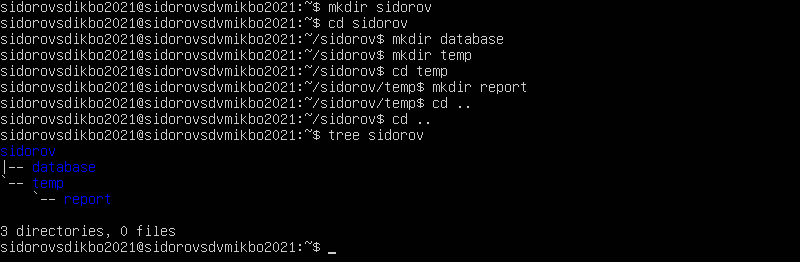 sidorovsdikbo2021@sidorovsdvmikbo2021:~$ mkdir sidorov
sidorovsdikbo2021@sidorovsdvmikbo2021:~$ cd sidorov
sidorovsdikbo2021@sidorovsdvmikbo2021:~/sidorov$ mkdir database
sidorovsdikbo2021@sidorovsdvmikbo2021:~/sidorov$ mkdir temp
sidorovsdikbo2021@sidorovsdvmikbo2021:~/sidorov$ cd temp
sidorovsdikbo2021@sidorovsdvmikbo2021:~/sidorov/temp$ mkdir report
sidorovsdikbo2021@sidorovsdvmikbo2021:~/sidorov/temp$ cd ..
sidorovsdikbo2021@sidorovsdvmikbo2021:~/sidorov$ cd ..
sidorovsdikbo2021@sidorovsdvmikbo2021:~$ tree sidorov
sidorov
|-- database
`-- temp
    `-- report
3 directories, 0 files
sidorovsdikbo2021@sidorovsdvmikbo2021:~$ _